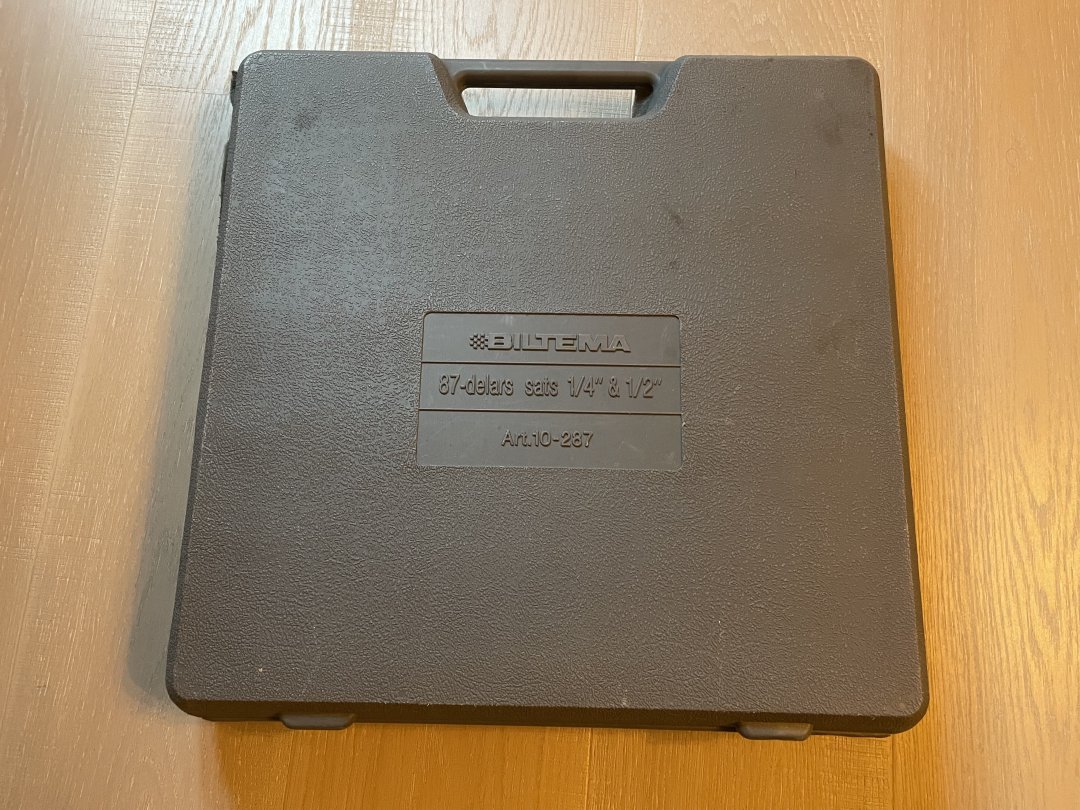 BILTEMA
87-delars sats 1/4" & 1/2"
Art.10-287